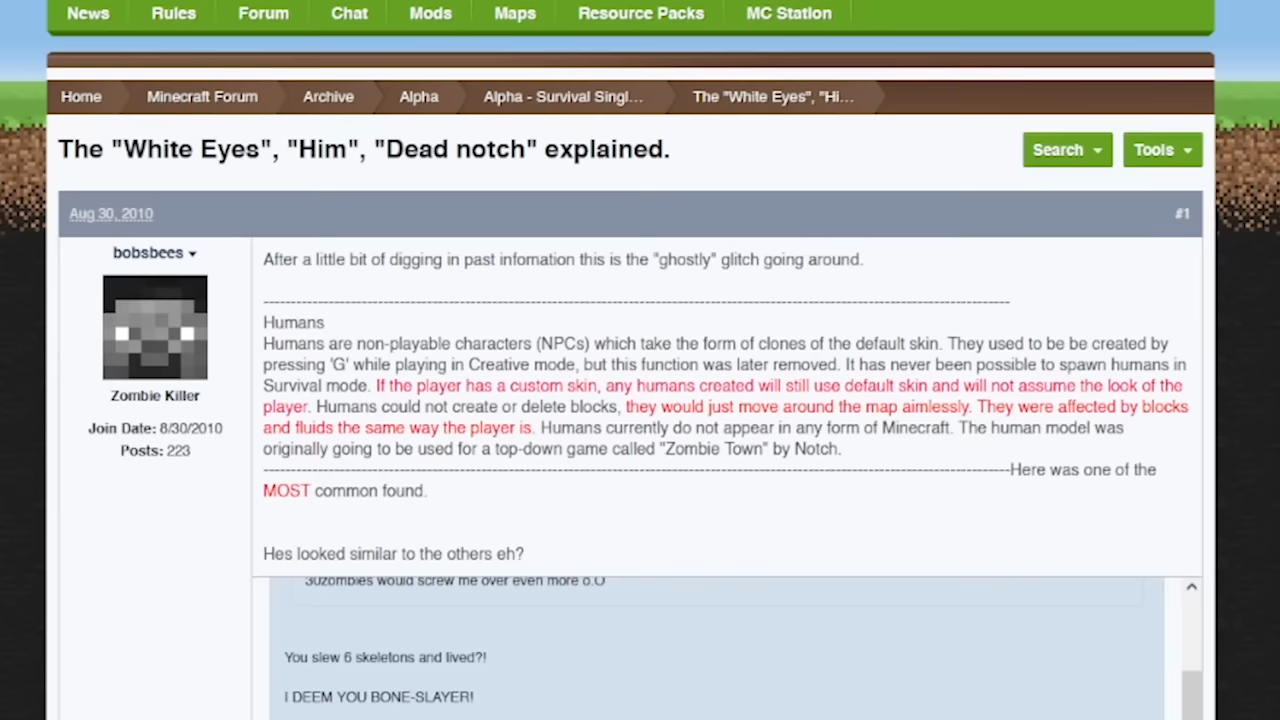 News Rules Forum Chat Mods Maps Resource Packs MC Station
Home Minecraft Forum Archive Alpha Alpha - Survival Singl... The "White Eyes", "Hi...
The "White Eyes", "Him", "Dead notch" explained.
Search Tools
Aug 30, 2010 #1
bobsbees
Zombie Killer
Join Date: 8/30/2010
Posts: 223
After a little bit of digging in past infomation this is the "ghostly" glitch going around.
Humans
Humans are non-playable characters (NPCs) which take the form of clones of the default skin. They used to be be created by
pressing 'G' while playing in Creative mode, but this function was later removed. It has never been possible to spawn humans in
Survival mode. If the player has a custom skin, any humans created will still use default skin and will not assume the look of the
player. Humans could not create or delete blocks, they would just move around the map aimlessly. They were affected by blocks
and fluids the same way the player is. Humans currently do not appear in any form of Minecraft. The human model was
originally going to be used for a top-down game called "Zombie Town" by Notch.
Here was one of the
MOST common found.
Hes looked similar to the others eh?
30zombies would screw me over even more o.O
You slew 6 skeletons and lived?!
I DEEM YOU BONE-SLAYER!